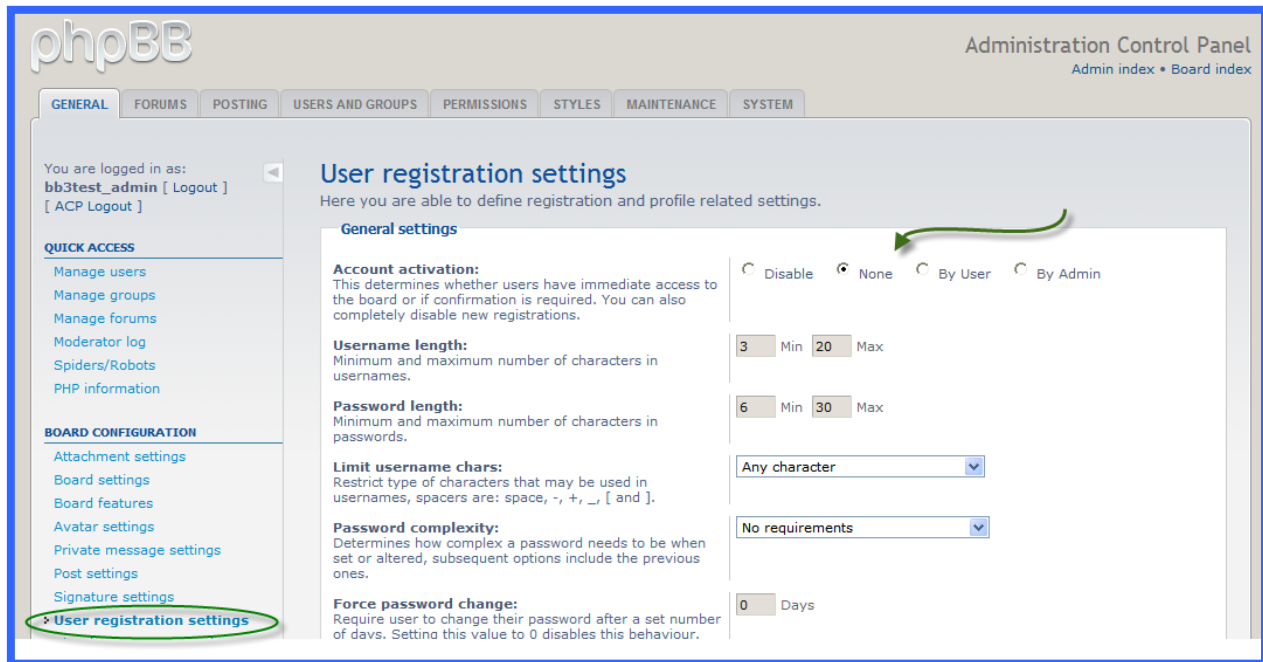 phpBB
Administration Control Panel
Admin index • Board index
GENERAL FORUMS POSTING USERS AND GROUPS PERMISSIONS STYLES MAINTENANCE SYSTEM
You are logged in as:
bb3test_admin [ Logout ]
[ ACP Logout ]
QUICK ACCESS
Manage users
Manage groups
Manage forums
Moderator log
Spiders/Robots
PHP information
BOARD CONFIGURATION
Attachment settings
Board settings
Board features
Avatar settings
Private message settings
Post settings
Signature settings
User registration settings
User registration settings
Here you are able to define registration and profile related settings.
General settings
Account activation:
This determines whether users have immediate access to
the board or if confirmation is required. You can also
completely disable new registrations.
Disable None By User By Admin
Username length:
Minimum and maximum number of characters in
usernames.
3 Min 20 Max
Password length:
Minimum and maximum number of characters in
passwords.
6 Min 30 Max
Limit username chars:
Restrict type of characters that may be used in
usernames, spacers are: space, -, +, _, [ and ].
Any character
Password complexity:
Determines how complex a password needs to be when
set or altered, subsequent options include the previous
ones.
No requirements
Force password change:
Require user to change their password after a set number
of days. Setting this value to 0 disables this behaviour.
0 Days